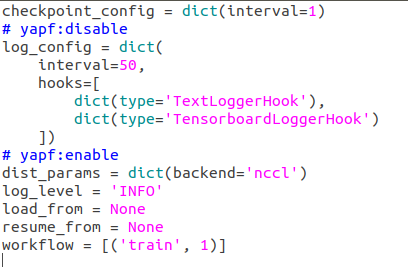 checkpoint_config = dict(interval=1)
# yapf:disable
log_config = dict(
    interval=50,
    hooks=[
        dict(type='TextLoggerHook'),
        dict(type='TensorboardLoggerHook')
    ])
# yapf:enable
dist_params = dict(backend='nccl')
log_level = 'INFO'
load_from = None
resume_from = None
workflow = [('train', 1)]